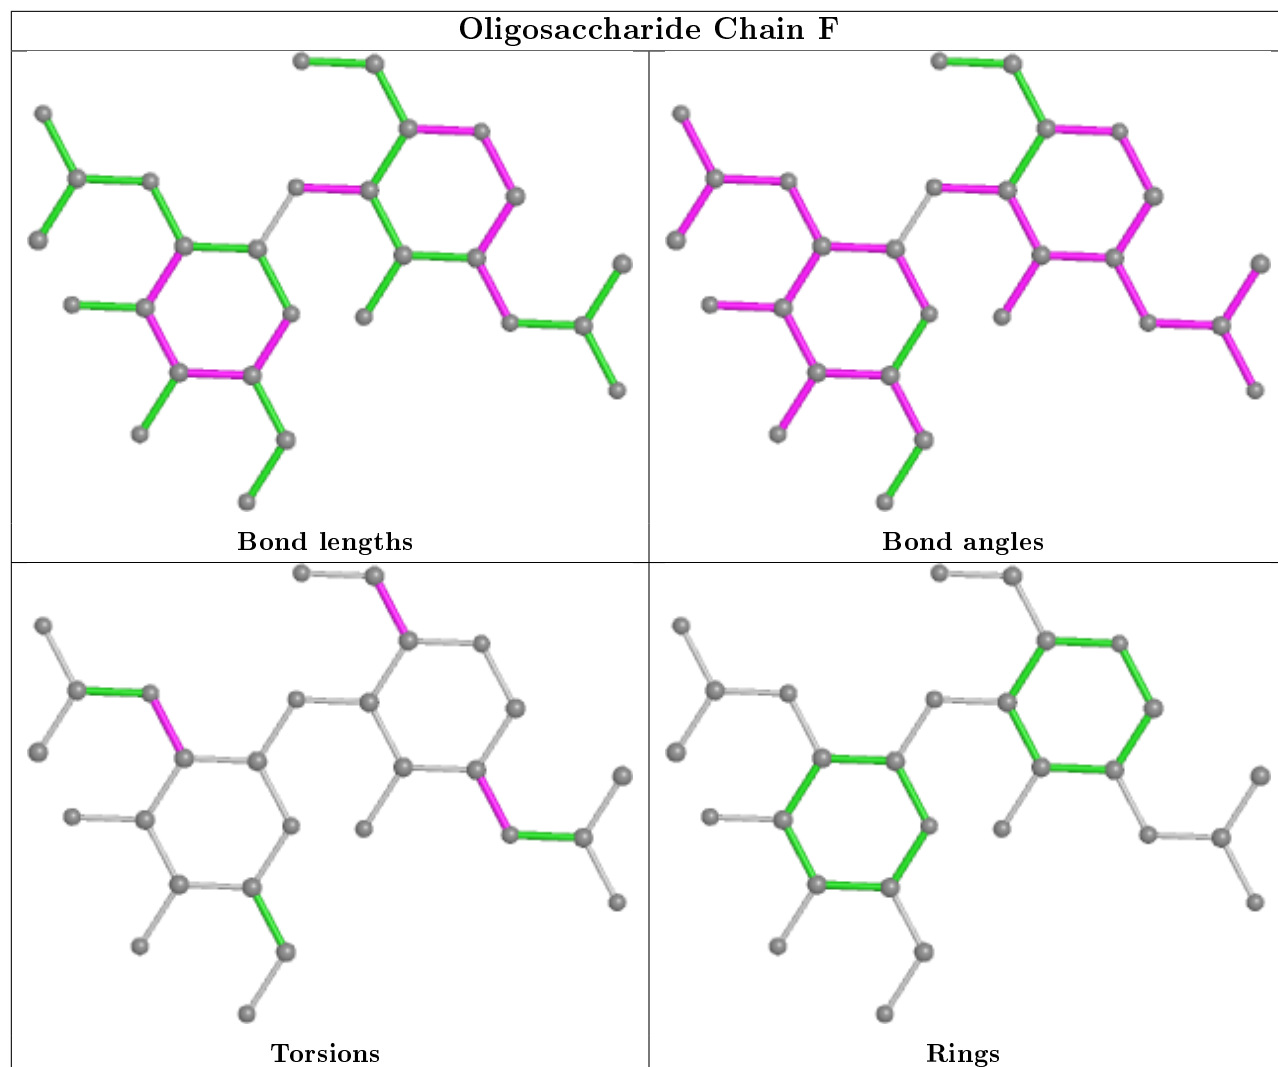 Oligosaccharide Chain F
Bond lengths
Bond angles
Torsions
Rings